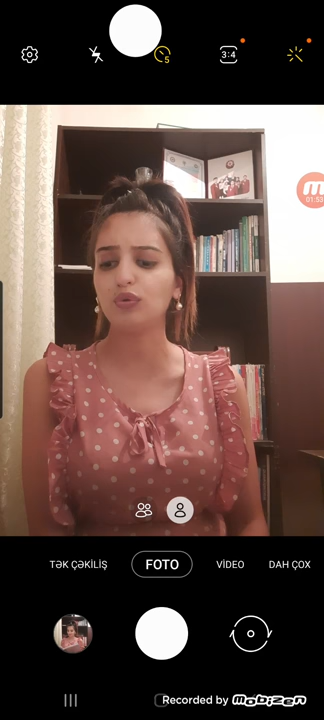 5
3:4
01:53
TƏK ÇƏKİLİŞ
FOTO
VİDEO
DAH ÇOX
Recorded by Mobizen